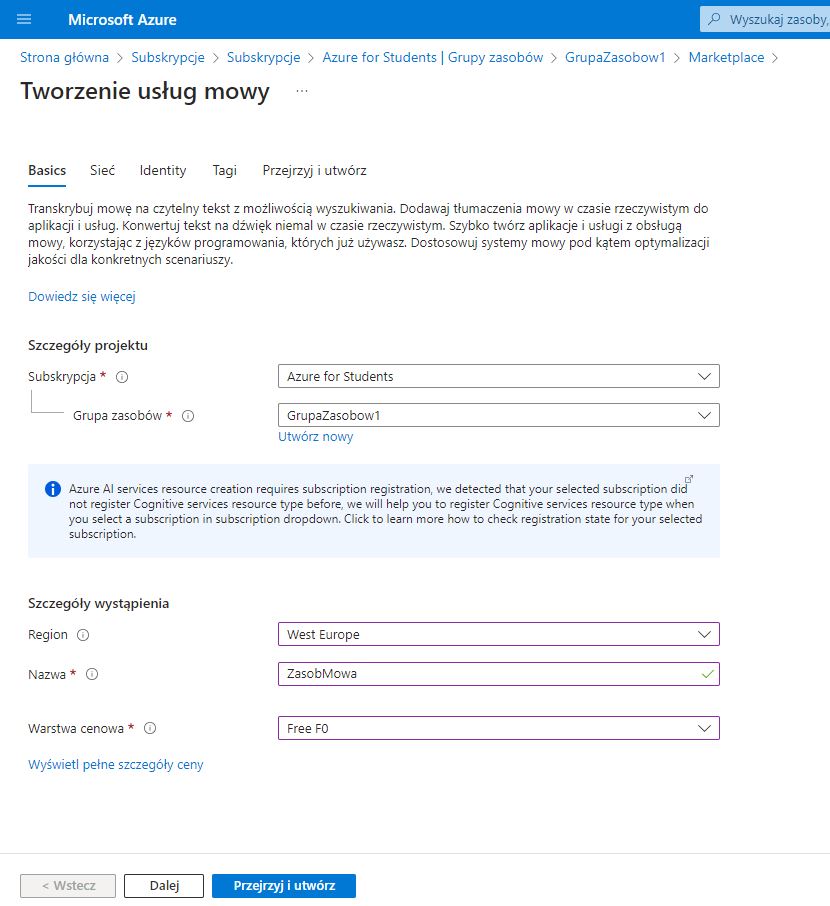 Microsoft Azure
Wyszukaj zasoby,
Strona główna > Subskrypcje > Subskrypcje > Azure for Students | Grupy zasobów > GrupaZasobow1 > Marketplace >
Tworzenie usług mowy ...
Basics Sieć Identity Tagi Przejrzyj i utwórz
Transkrybuj mowę na czytelny tekst z możliwością wyszukiwania. Dodawaj tłumaczenia mowy w czasie rzeczywistym do
aplikacji i usług. Konwertuj tekst na dźwięk niemal w czasie rzeczywistym. Szybko twórz aplikacje i usługi z obsługą
mowy, korzystając z języków programowania, których już używasz. Dostosowuj systemy mowy pod kątem optymalizacji
jakości dla konkretnych scenariuszy.
Dowiedz się więcej
Szczegóły projektu
Subskrypcja *
Azure for Students
Grupa zasobów *
GrupaZasobow1
Utwórz nowy
Azure AI services resource creation requires subscription registration, we detected that your selected subscription did
not register Cognitive services resource type before, we will help you to register Cognitive services resource type when
you select a subscription in subscription dropdown. Click to learn more how to check registration state for your selected
subscription.
Szczegóły wystąpienia
Region
West Europe
Nazwa *
ZasobMowa
Warstwa cenowa *
Free F0
Wyświetl pełne szczegóły ceny
< Wstecz
Dalej
Przejrzyj i utwórz